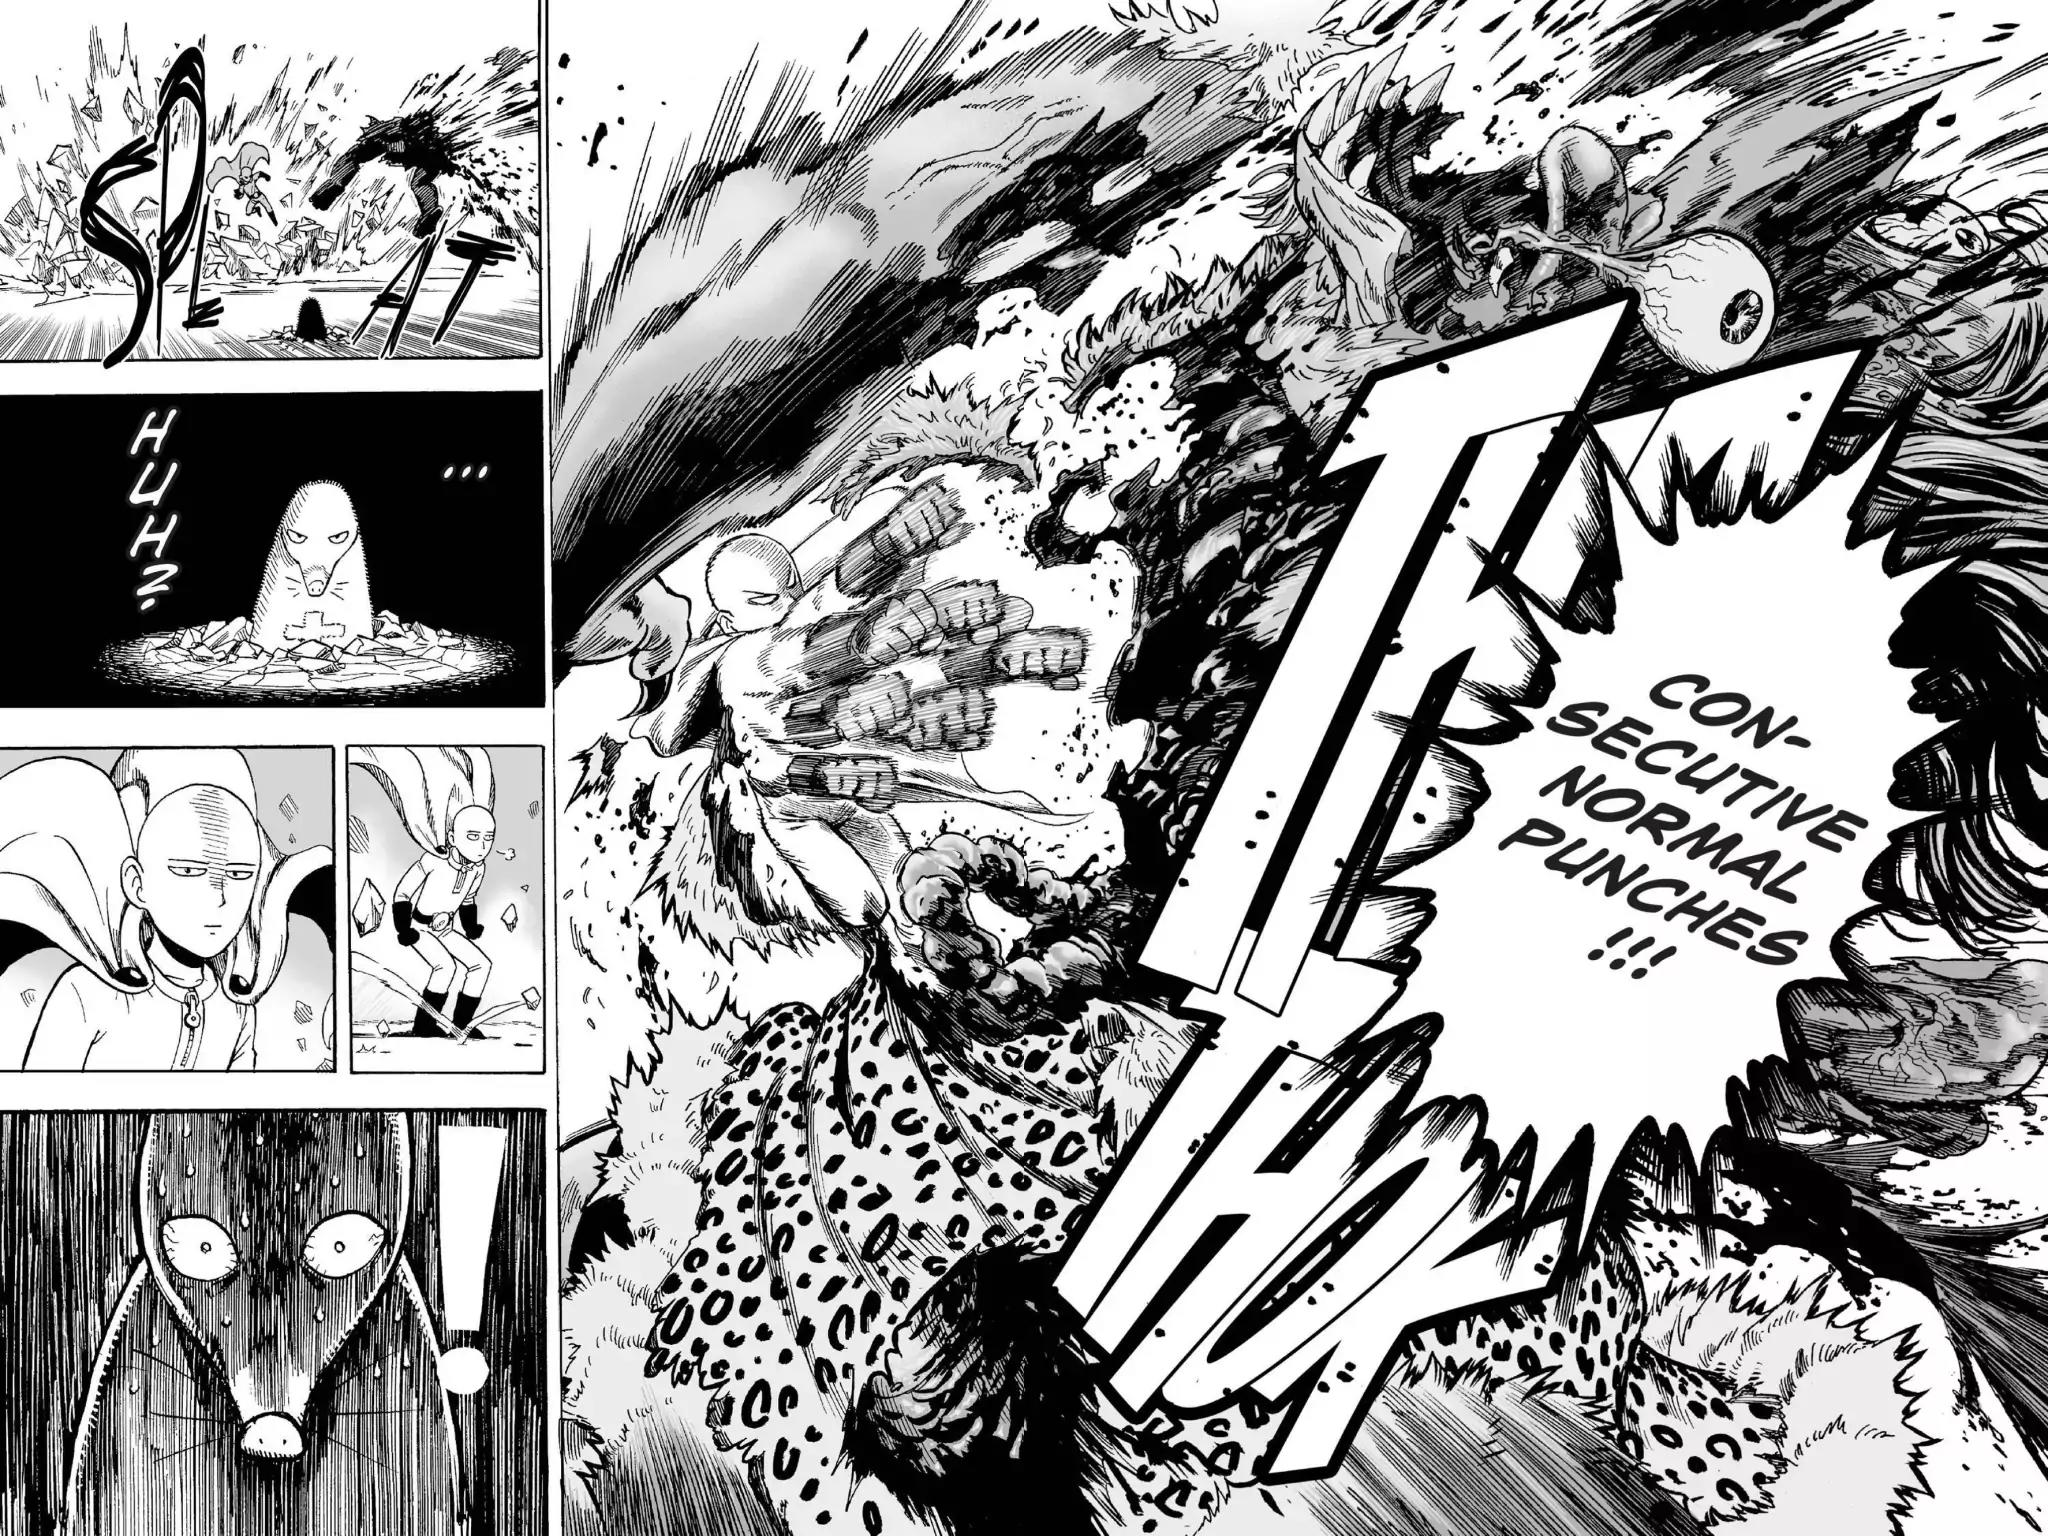 CON-
SECUTIVE
NORMAL
PUNCHES
!!!
SPLAT
...
HUH?
!